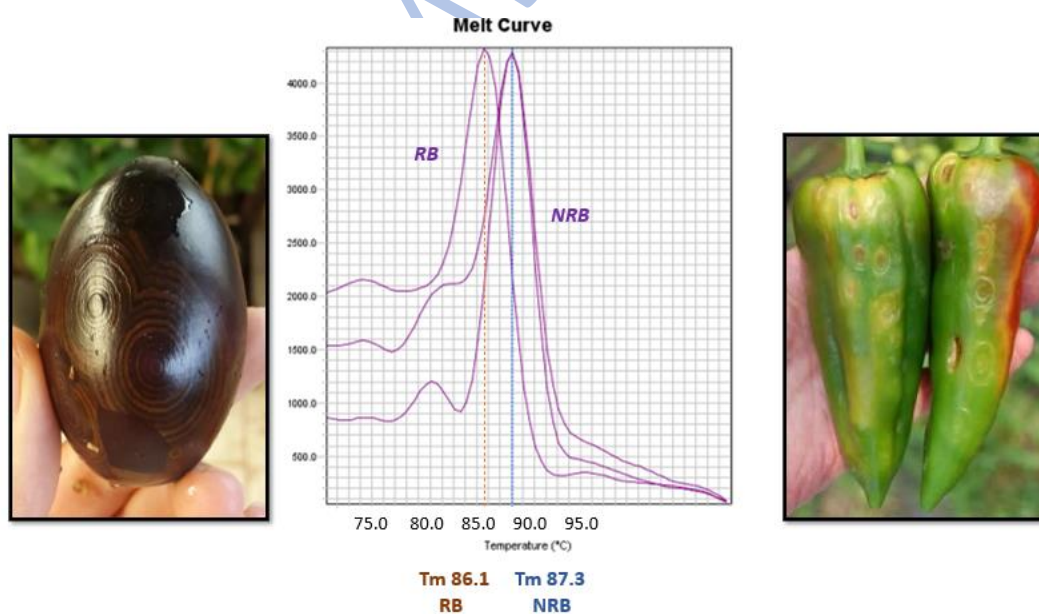 Melt Curve
4000.0
3500.0
3000.0
2500.0
2000.0
1500.0
1000.0
500.0
RB
NRB
75.0 80.0 85.0 90.0 95.0
Temperature (°C)
Tm 86.1 Tm 87.3
RB NRB